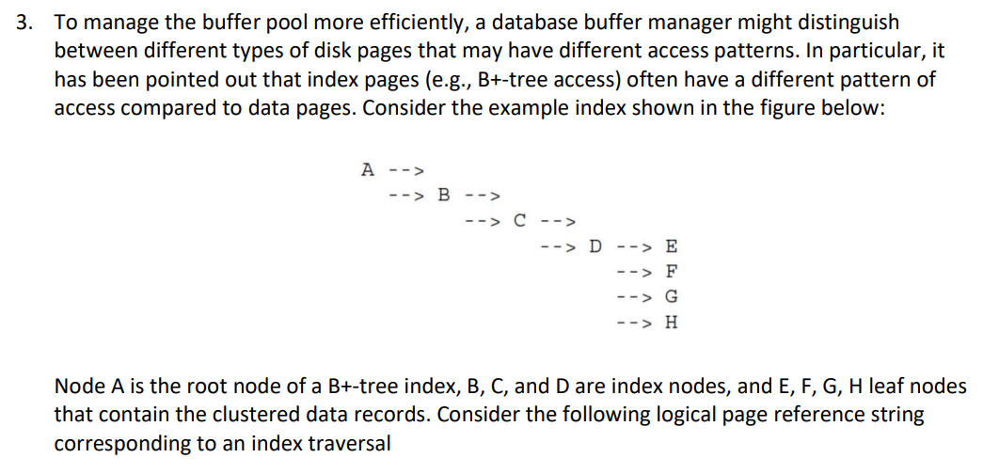 3. To manage the buffer pool more efficiently, a database buffer manager might distinguish
between different types of disk pages that may have different access patterns. In particular, it
has been pointed out that index pages (e.g., B+-tree access) often have a different pattern of
access compared to data pages. Consider the example index shown in the figure below:
A -->
--> B -->
--> C -->
--> D --> E
--> F
--> G
--> H
Node A is the root node of a B+-tree index, B, C, and D are index nodes, and E, F, G, H leaf nodes
that contain the clustered data records. Consider the following logical page reference string
corresponding to an index traversal